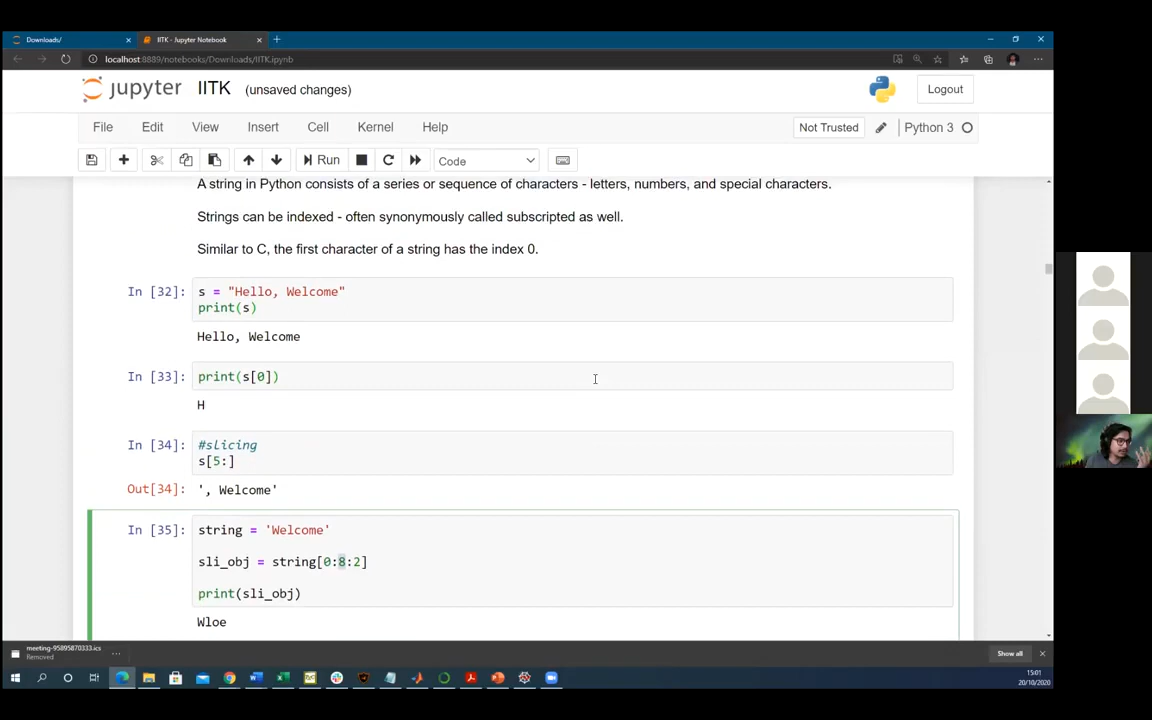 Downloads/
IITK - Jupyter Notebook
localhost:8889/notebooks/Downloads/IITK.ipynb
jupyter IITK (unsaved changes)
Logout
File Edit View Insert Cell Kernel Help
Not Trusted
Python 3
Run
Code
A string in Python consists of a series or sequence of characters - letters, numbers, and special characters.
Strings can be indexed - often synonymously called subscripted as well.
Similar to C, the first character of a string has the index 0.
In [32]: s = "Hello, Welcome"
print(s)
Hello, Welcome
In [33]: print(s[0])
H
In [34]: #slicing
s[5:]
Out[34]: ', Welcome'
In [35]: string = 'Welcome'
sli_obj = string[0:8:2]
print(sli_obj)
Wloe
meeting-95895870333.ics
Removed
Show all
15:01
20/10/2020